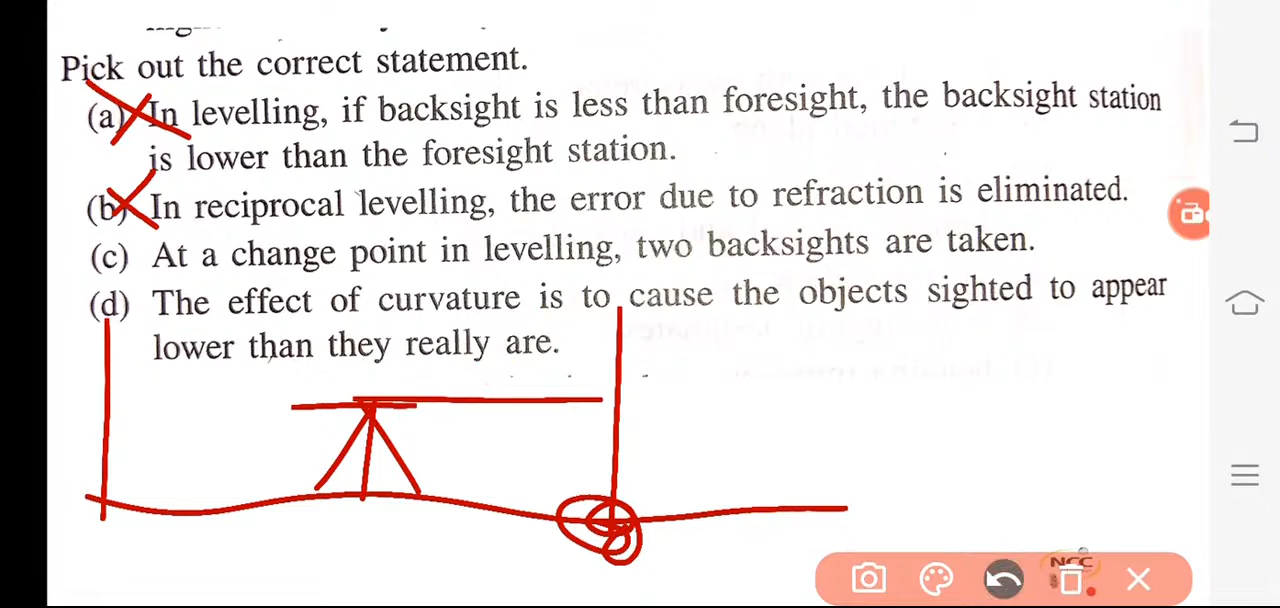 Pick out the correct statement.
(a) In levelling, if backsight is less than foresight, the backsight station
is lower than the foresight station.
(b) In reciprocal levelling, the error due to refraction is eliminated.
(c) At a change point in levelling, two backsights are taken.
(d) The effect of curvature is to cause the objects sighted to appear
lower than they really are.
NCC